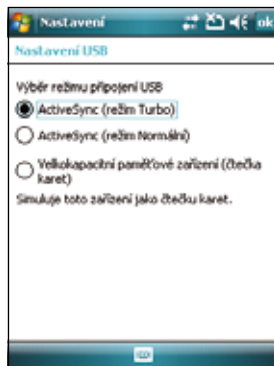 Nastavení
ok
Nastavení USB
Výběr režimu připojení USB
ActiveSync (režim Turbo)
ActiveSync (režim Normální)
Velkokapacitní paměťové zařízení (čtečka
karet)
Simuluje toto zařízení jako čtečku karet.